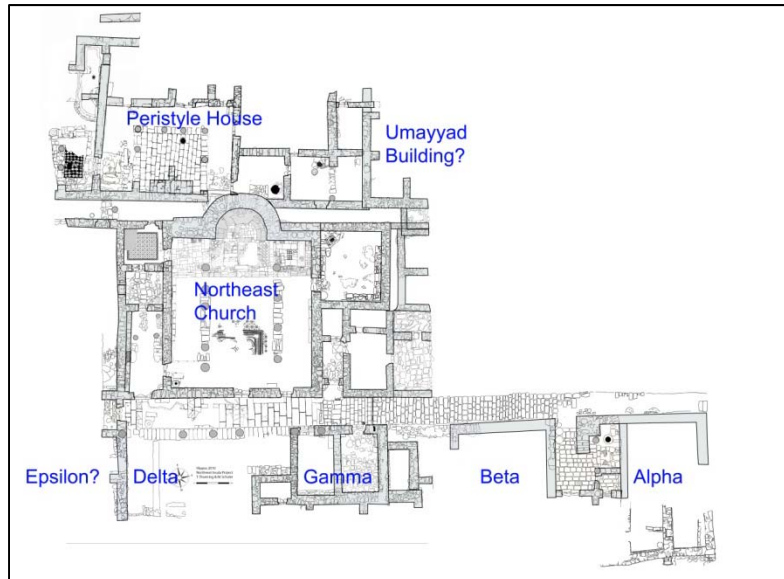 Peristyle House
Umayyad
Building?
Northeast
Church
Epsilon?
Delta
Gamma
Beta
Alpha